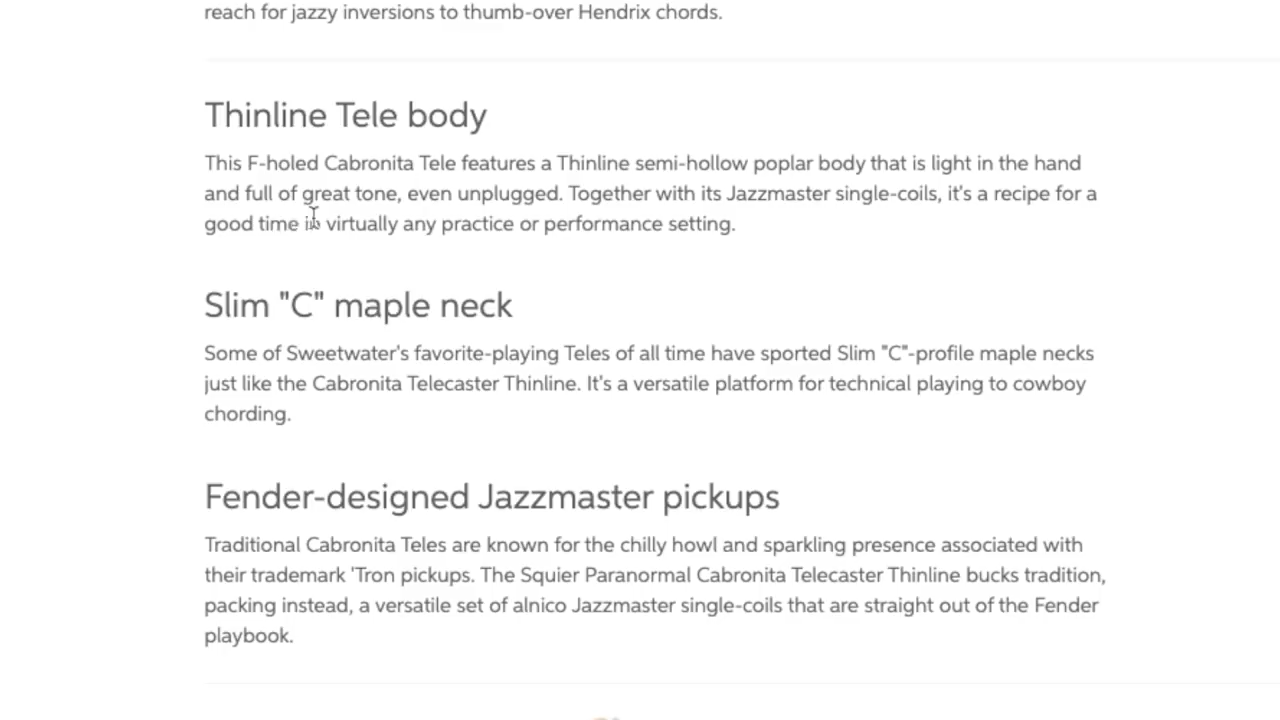 reach for jazzy inversions to thumb-over Hendrix chords.
Thinline Tele body
This F-holed Cabronita Tele features a Thinline semi-hollow poplar body that is light in the hand
and full of great tone, even unplugged. Together with its Jazzmaster single-coils, it's a recipe for a
good time in virtually any practice or performance setting.
Slim "C" maple neck
Some of Sweetwater's favorite-playing Teles of all time have sported Slim "C"-profile maple necks
just like the Cabronita Telecaster Thinline. It's a versatile platform for technical playing to cowboy
chording.
Fender-designed Jazzmaster pickups
Traditional Cabronita Teles are known for the chilly howl and sparkling presence associated with
their trademark 'Tron pickups. The Squier Paranormal Cabronita Telecaster Thinline bucks tradition,
packing instead, a versatile set of alnico Jazzmaster single-coils that are straight out of the Fender
playbook.